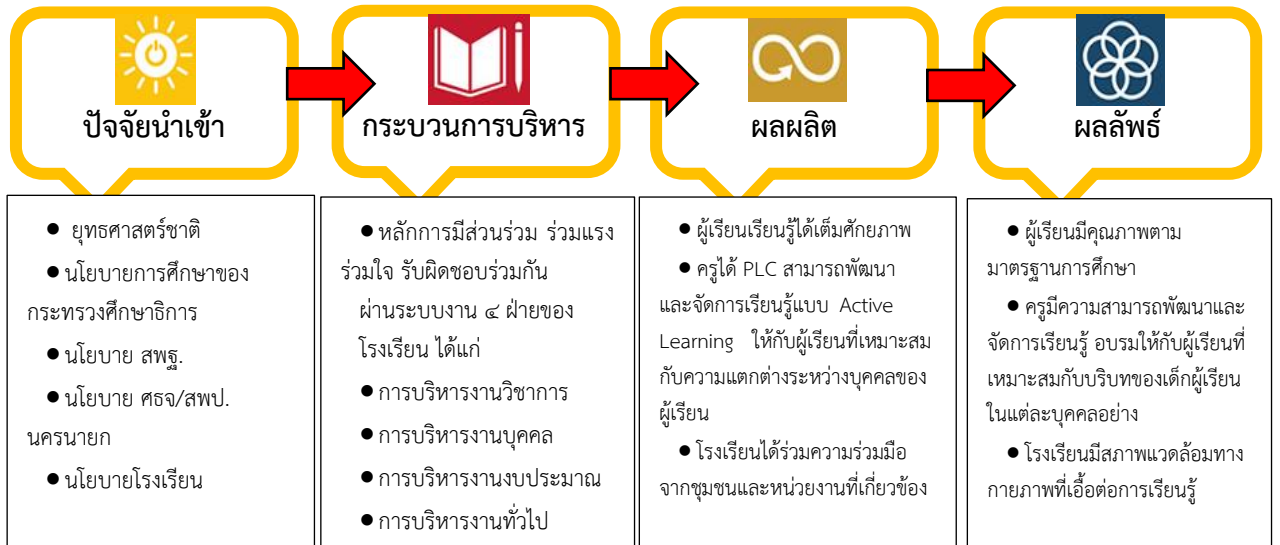 ปัจจัยนำเข้า
● ยุทธศาสตร์ชาติ
● นโยบายการศึกษาของ
กระทรวงศึกษาธิการ
● นโยบาย สพฐ.
● นโยบาย ศธจ/สพป.
นครนายก
● นโยบายโรงเรียน
กระบวนการบริหาร
● หลักการมีส่วนร่วม ร่วมแรง
ร่วมใจ รับผิดชอบร่วมกัน
ผ่านระบบงาน ๔ ฝ่ายของ
โรงเรียน ได้แก่
● การบริหารงานวิชาการ
● การบริหารงานบุคคล
● การบริหารงานงบประมาณ
● การบริหารงานทั่วไป
ผลผลิต
● ผู้เรียนเรียนรู้ได้เต็มศักยภาพ
● ครูได้ PLC สามารถพัฒนา
และจัดการเรียนรู้แบบ Active
Learning ให้กับผู้เรียนที่เหมาะสม
กับความแตกต่างระหว่างบุคคลของ
ผู้เรียน
● โรงเรียนได้ร่วมความร่วมมือ
จากชุมชนและหน่วยงานที่เกี่ยวข้อง
ผลลัพธ์
● ผู้เรียนมีคุณภาพตาม
มาตรฐานการศึกษา
● ครูมีความสามารถพัฒนาและ
จัดการเรียนรู้ อบรมให้กับผู้เรียนที่
เหมาะสมกับบริบทของเด็กผู้เรียน
ในแต่ละบุคคลอย่าง
● โรงเรียนมีสภาพแวดล้อมทาง
กายภาพที่เอื้อต่อการเรียนรู้